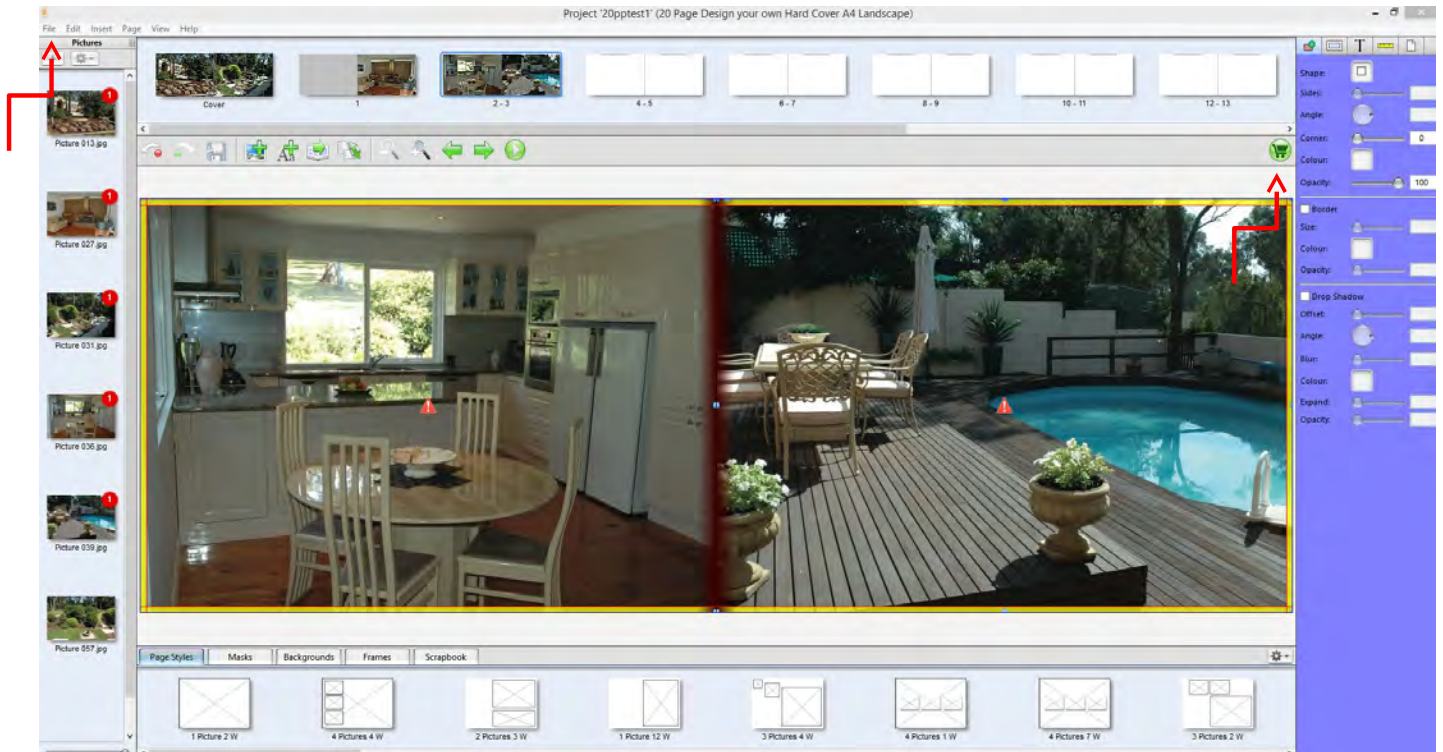 Project '20pptest1' (20 Page Design your own Hard Cover A4 Landscape)
File Edit Insert Page View Help
Pictures
1
Picture 013.jpg
1
Picture 027.jpg
1
Picture 031.jpg
1
Picture 036.jpg
1
Picture 039.jpg
Picture 057.jpg
Cover
1
2 - 3
4 - 5
6 - 7
8 - 9
10 - 11
12 - 13
T
Shape:
Sides:
Angle:
Corner: 0
Colour:
Opacity: 100
Border
Size:
Colour:
Opacity:
Drop Shadow
Offset:
Angle:
Blur:
Colour:
Expand:
Opacity:
Page Styles Masks Backgrounds Frames Scrapbook
1 Picture 2 W
4 Pictures 4 W
2 Pictures 3 W
1 Picture 12 W
3 Pictures 4 W
4 Pictures 1 W
4 Pictures 7 W
3 Pictures 2 W